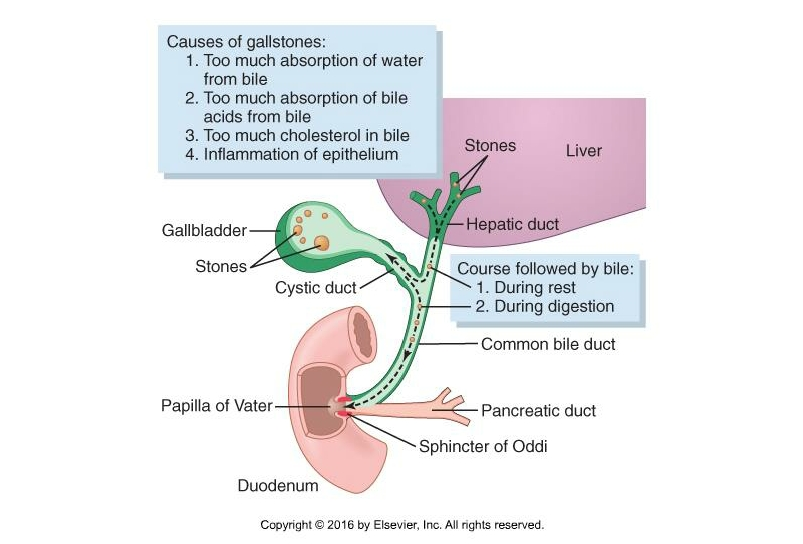 Causes of gallstones:
1. Too much absorption of water
from bile
2. Too much absorption of bile
acids from bile
3. Too much cholesterol in bile
4. Inflammation of epithelium
Stones
Liver
Gallbladder
Hepatic duct
Stones
Cystic duct
Course followed by bile:
1. During rest
2. During digestion
Common bile duct
Papilla of Vater
Pancreatic duct
Sphincter of Oddi
Duodenum
Copyright © 2016 by Elsevier, Inc. All rights reserved.